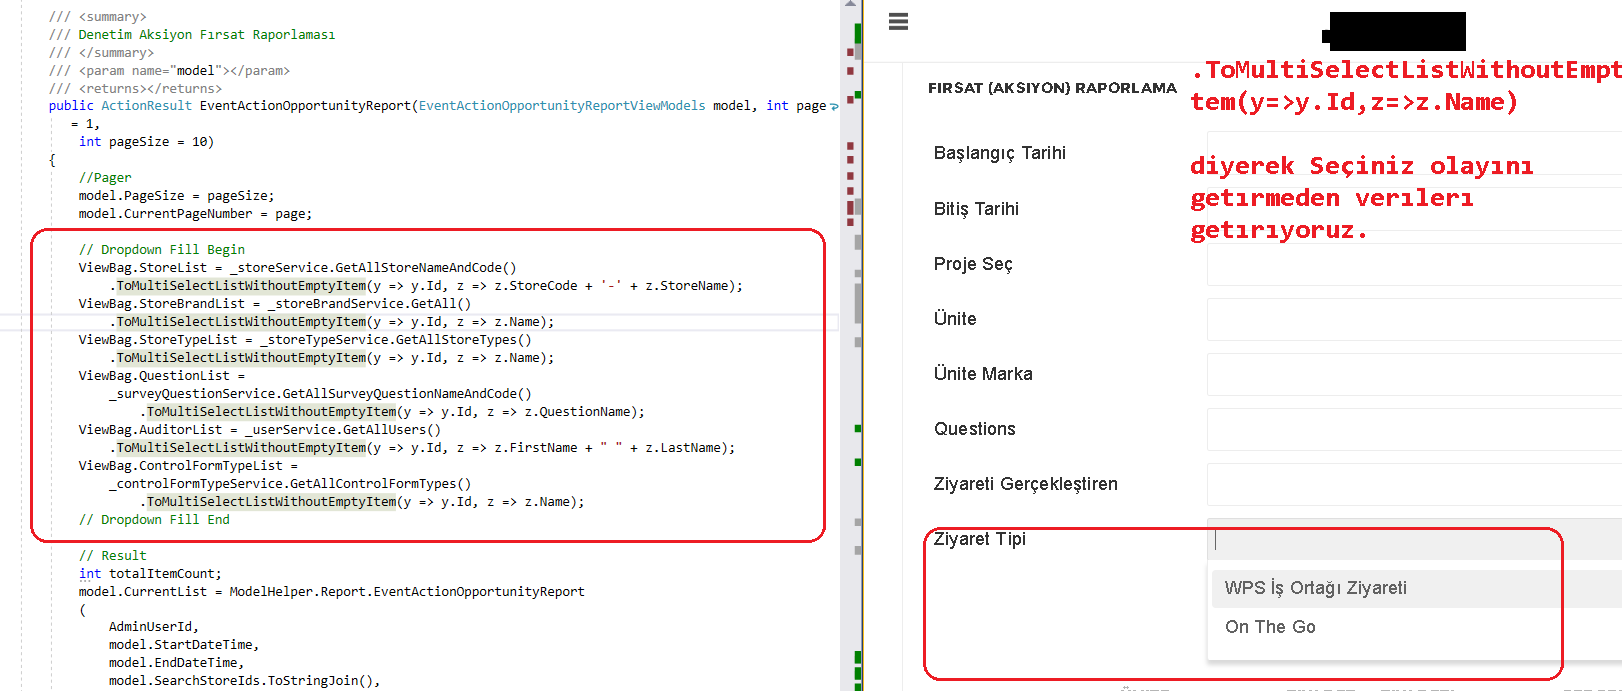 /// <summary>
/// Denetim Aksiyon Fırsat Raporlaması
/// </summary>
/// <param name="model"></param>
/// <returns></returns>
public ActionResult EventActionOpportunityReport(EventActionOpportunityReportViewModels model, int page
= 1,
int pageSize = 10)
{
//Pager
model.PageSize = pageSize;
model.CurrentPageNumber = page;
// Dropdown Fill Begin
ViewBag.StoreList = _storeService.GetAllStoreNameAndCode()
.ToMultiSelectListWithoutEmptyItem(y => y.Id, z => z.StoreCode + '-' + z.StoreName);
ViewBag.StoreBrandList = _storeBrandService.GetAll()
.ToMultiSelectListWithoutEmptyItem(y => y.Id, z => z.Name);
ViewBag.StoreTypeList = _storeTypeService.GetAllStoreTypes()
.ToMultiSelectListWithoutEmptyItem(y => y.Id, z => z.Name);
ViewBag.QuestionList =
_surveyQuestionService.GetAllSurveyQuestionNameAndCode()
.ToMultiSelectListWithoutEmptyItem(y => y.Id, z => z.QuestionName);
ViewBag.AuditorList = _userService.GetAllUsers()
.ToMultiSelectListWithoutEmptyItem(y => y.Id, z => z.FirstName + " " + z.LastName);
ViewBag.ControlFormTypeList =
_controlFormTypeService.GetAllControlFormTypes()
.ToMultiSelectListWithoutEmptyItem(y => y.Id, z => z.Name);
// Dropdown Fill End
// Result
int totalItemCount;
model.CurrentList = ModelHelper.Report.EventActionOpportunityReport
(
AdminUserId,
model.StartDateTime,
model.EndDateTime,
model.SearchStoreIds.ToStringJoin(),
FIRSAT (AKSIYON) RAPORLAMA
.ToMultiSelectListWithoutEmpt
tem(y=>y.Id,z=>z.Name)
diyerek Seçiniz olayını
getırmeden verılerı
getırıyoruz.
Başlangıç Tarihi
Bitiş Tarihi
Proje Seç
Ünite
Ünite Marka
Questions
Ziyareti Gerçekleştiren
Ziyaret Tipi
WPS İş Ortağı Ziyareti
On The Go